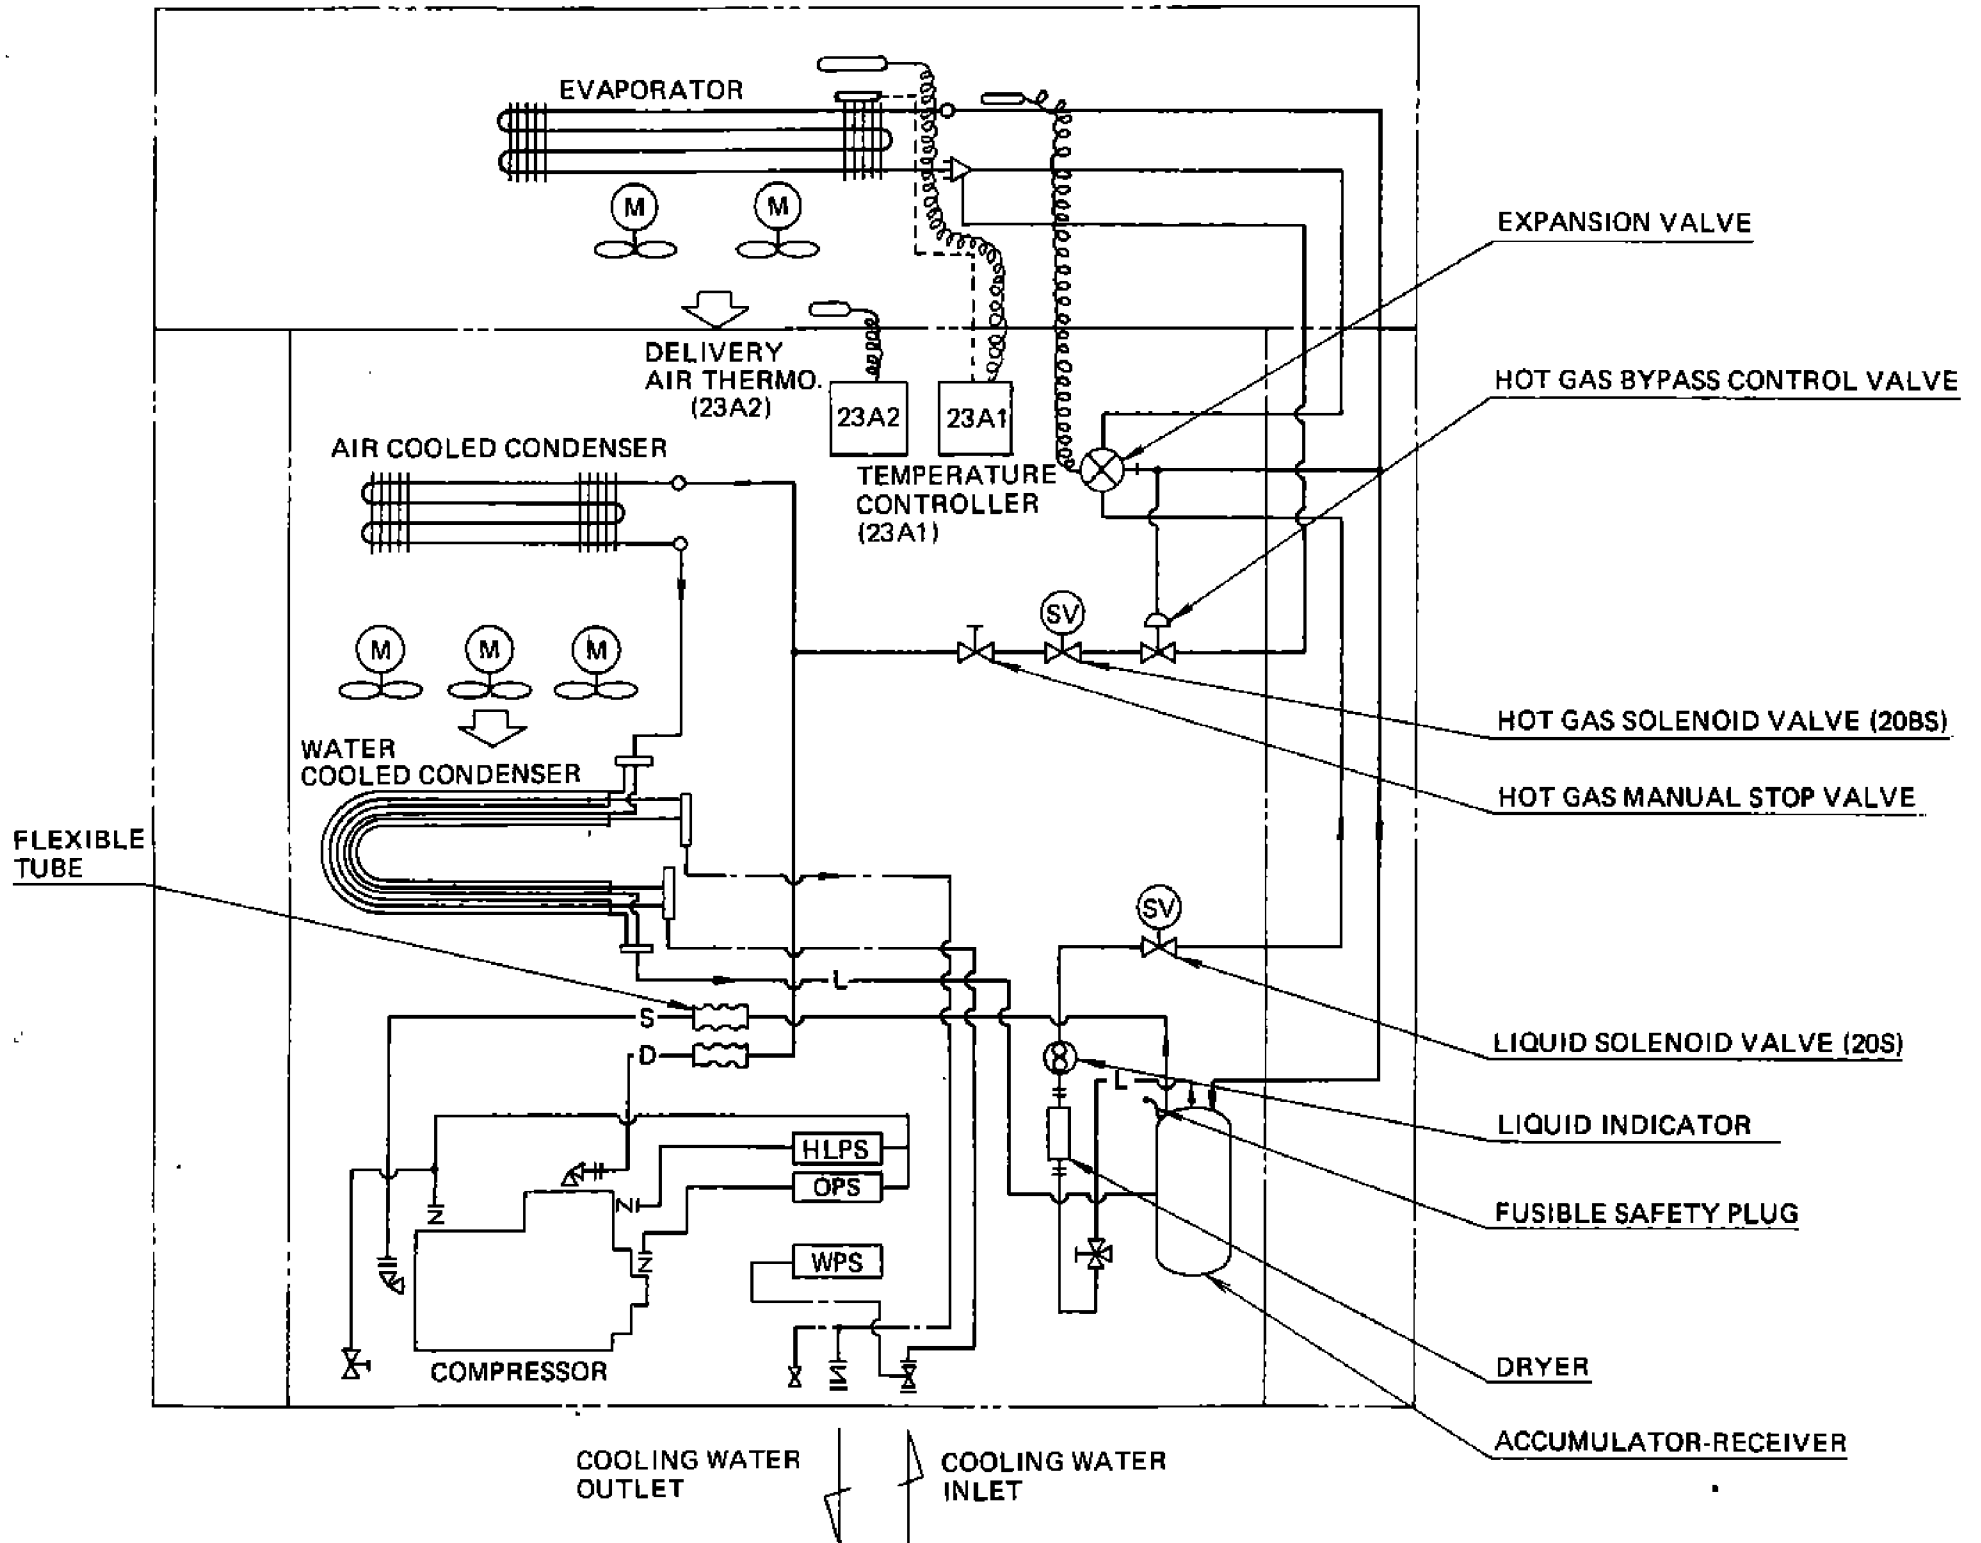 EVAPORATOR
M
M
EXPANSION VALVE
DELIVERY
AIR THERMO.
(23A2)
23A2
23A1
HOT GAS BYPASS CONTROL VALVE
AIR COOLED CONDENSER
TEMPERATURE
CONTROLLER
(23A1)
SV
M
M
M
HOT GAS SOLENOID VALVE (20BS)
WATER
COOLED CONDENSER
HOT GAS MANUAL STOP VALVE
FLEXIBLE
TUBE
SV
L
S
D
LIQUID SOLENOID VALVE (20S)
L
LIQUID INDICATOR
HLPS
OPS
FUSIBLE SAFETY PLUG
WPS
COMPRESSOR
DRYER
ACCUMULATOR-RECEIVER
COOLING WATER
OUTLET
COOLING WATER
INLET